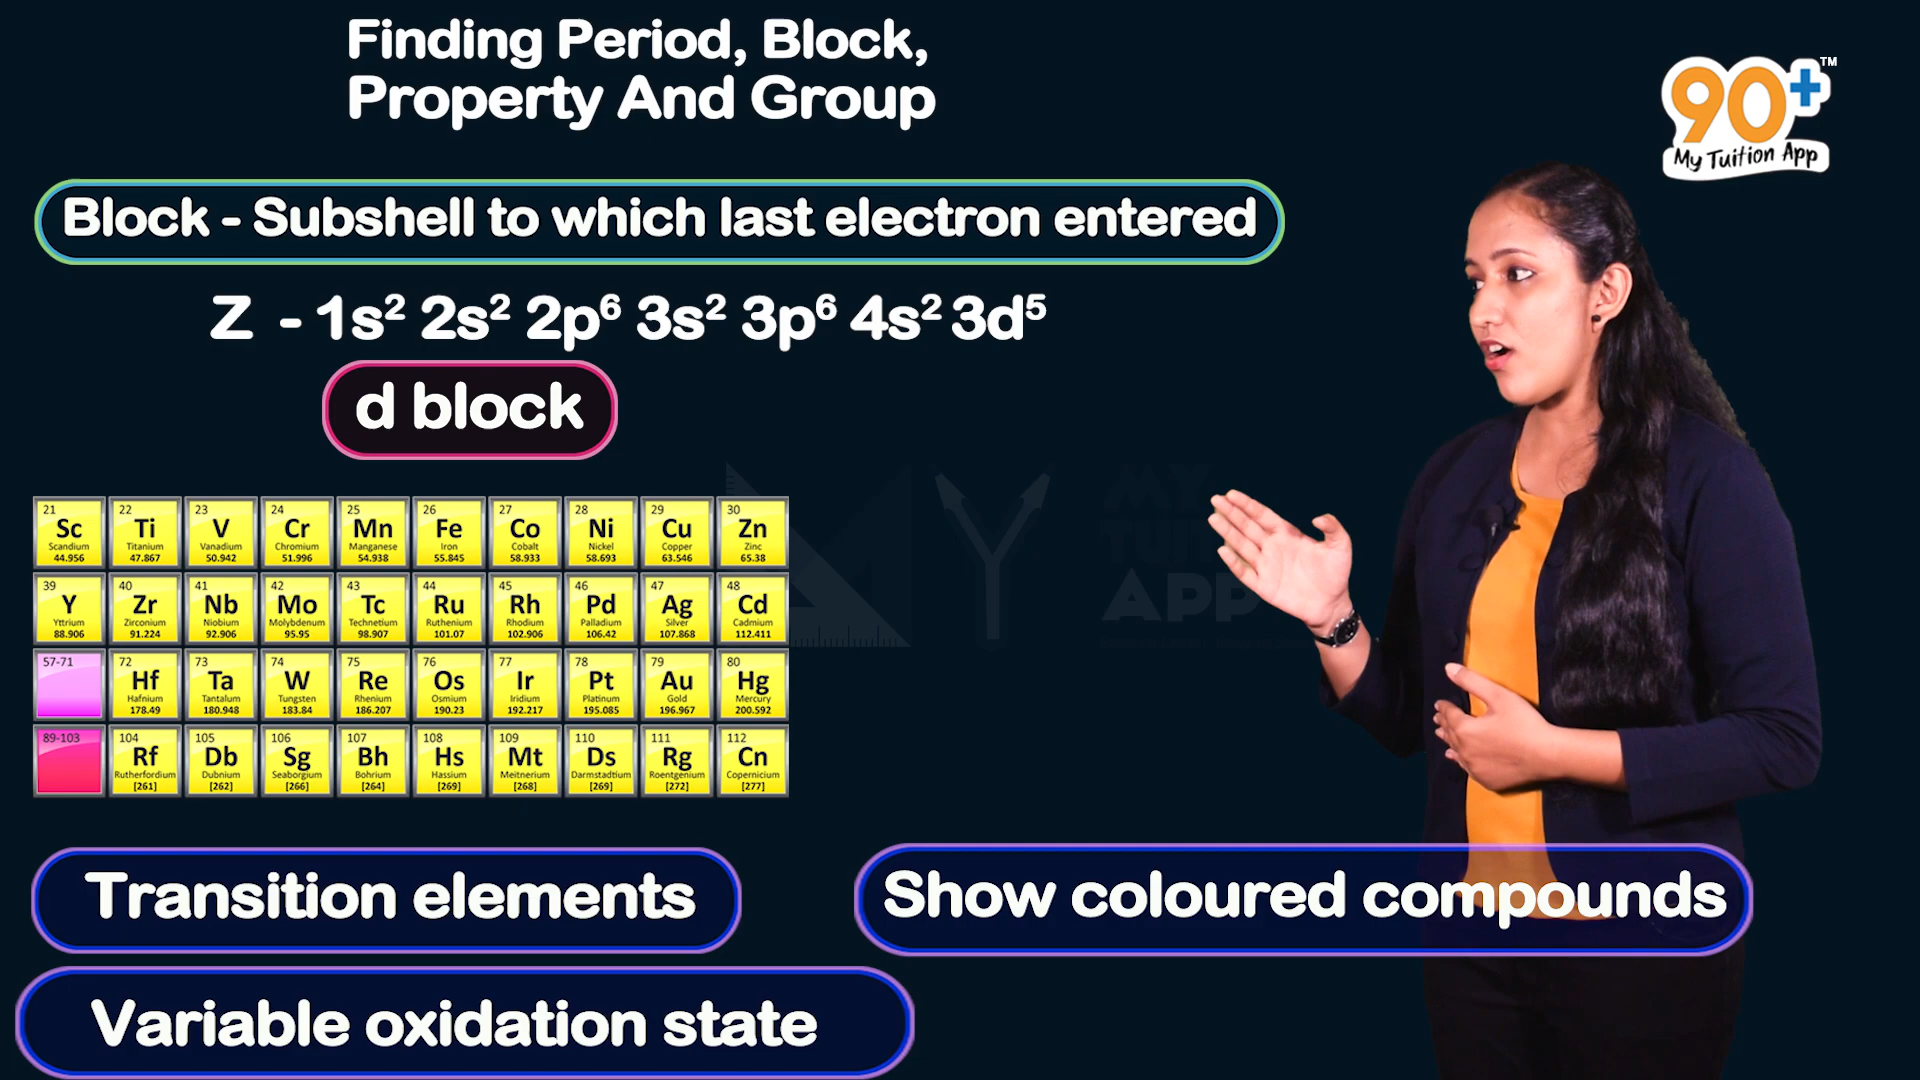 Finding Period, Block,
Property And Group
90+ ™
My Tuition App
Block - Subshell to which last electron entered
Z - 1s² 2s² 2p⁶ 3s² 3p⁶ 4s² 3d⁵
d block
21 22 23 24 25 26 27 28 29 30
Sc Ti V Cr Mn Fe Co Ni Cu Zn
Scandium Titanium Vanadium Chromium Manganese Iron Cobalt Nickel Copper Zinc
44.956 47.867 50.942 51.996 54.938 55.845 58.933 58.693 63.546 65.38
39 40 41 42 43 44 45 46 47 48
Y Zr Nb Mo Tc Ru Rh Pd Ag Cd
Yttrium Zirconium Niobium Molybdenum Technetium Ruthenium Rhodium Palladium Silver Cadmium
88.906 91.224 92.906 95.95 98.907 101.07 102.906 106.42 107.868 112.411
57-71 72 73 74 75 76 77 78 79 80
Hf Ta W Re Os Ir Pt Au Hg
Hafnium Tantalum Tungsten Rhenium Osmium Iridium Platinum Gold Mercury
178.49 180.948 183.84 186.207 190.23 192.217 195.085 196.967 200.592
89-103 104 105 106 107 108 109 110 111 112
Rf Db Sg Bh Hs Mt Ds Rg Cn
Rutherfordium Dubnium Seaborgium Bohrium Hassium Meitnerium Darmstadtium Roentgenium Copernicium
[261] [262] [266] [264] [269] [268] [269] [272] [277]
MY
APP
Transition elements
Show coloured compounds
Variable oxidation state